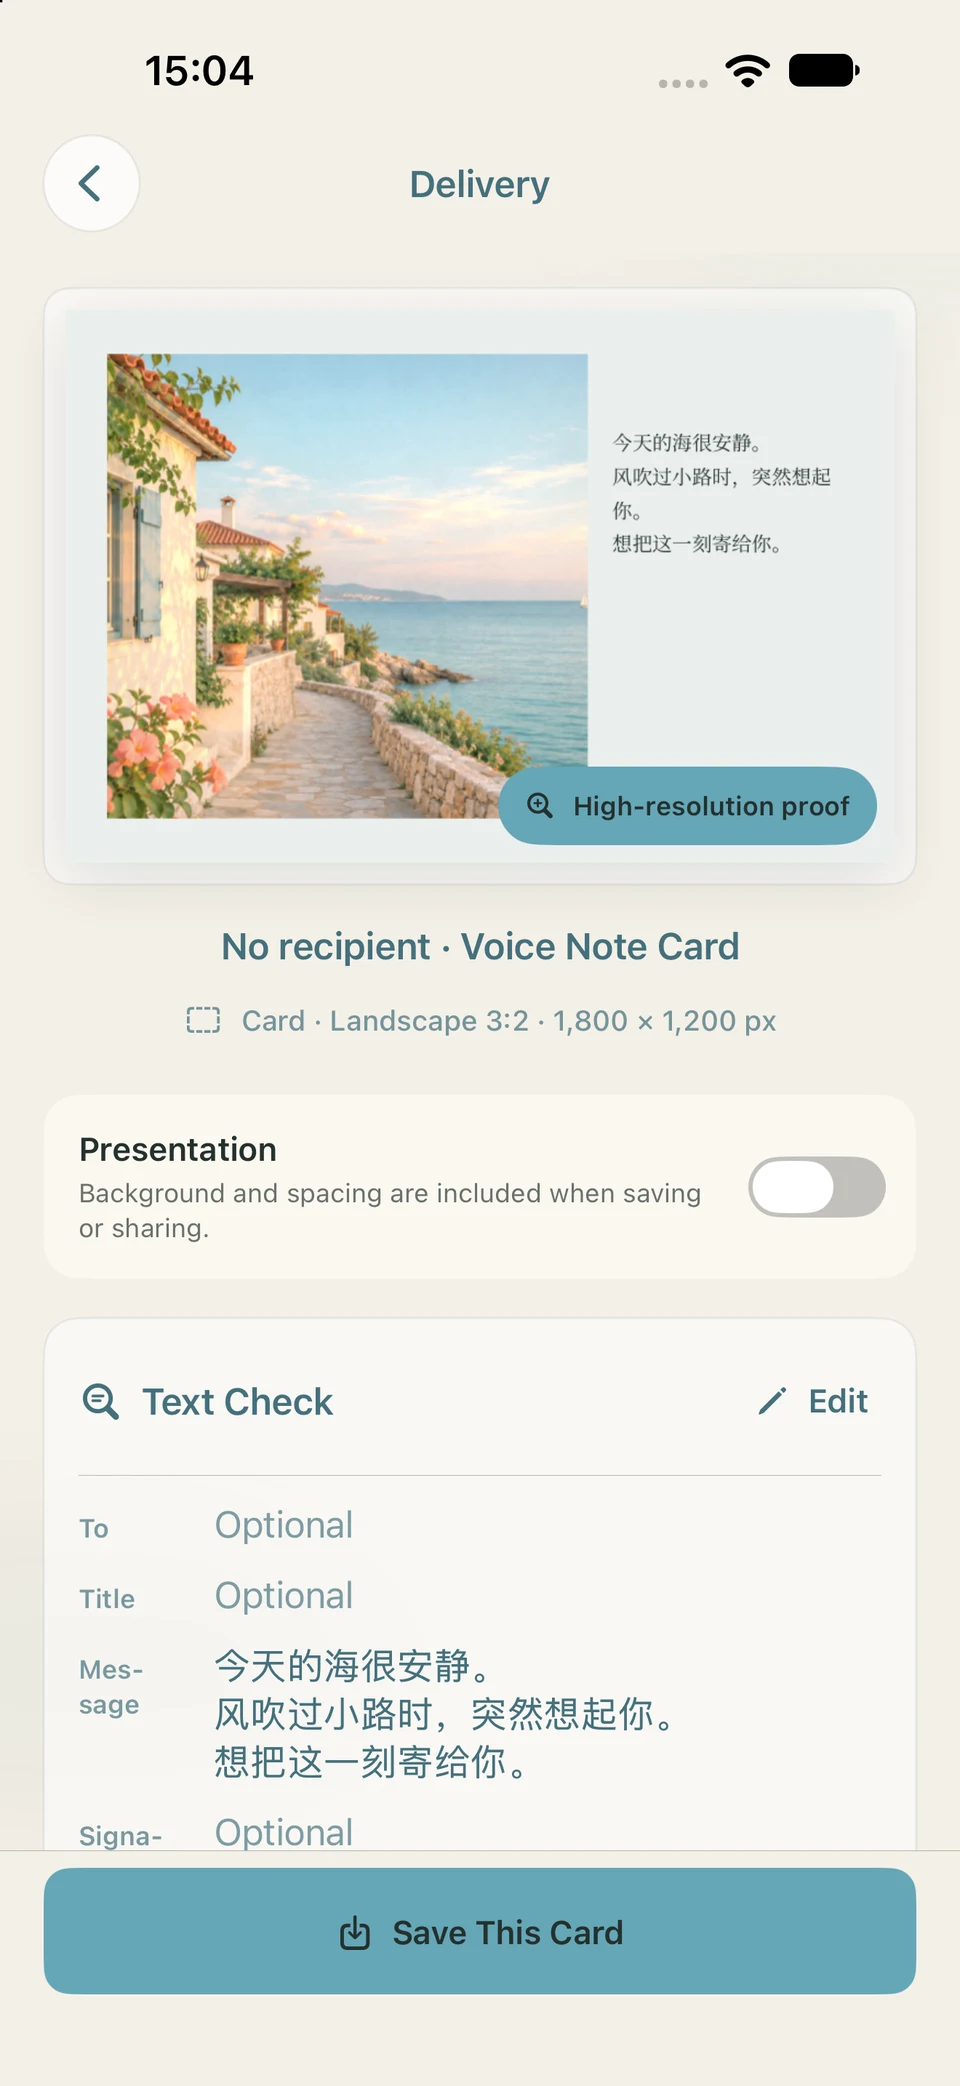 15:04
Delivery
今天的海很安静。
风吹过小路时，突然想起
你。
想把这一刻寄给你。
High-resolution proof
No recipient · Voice Note Card
Card · Landscape 3:2 · 1,800 × 1,200 px
Presentation
Background and spacing are included when saving
or sharing.
Text Check
Edit
To
Optional
Title
Optional
Mes-
sage
今天的海很安静。
风吹过小路时，突然想起你。
想把这一刻寄给你。
Signa-
Optional
Save This Card